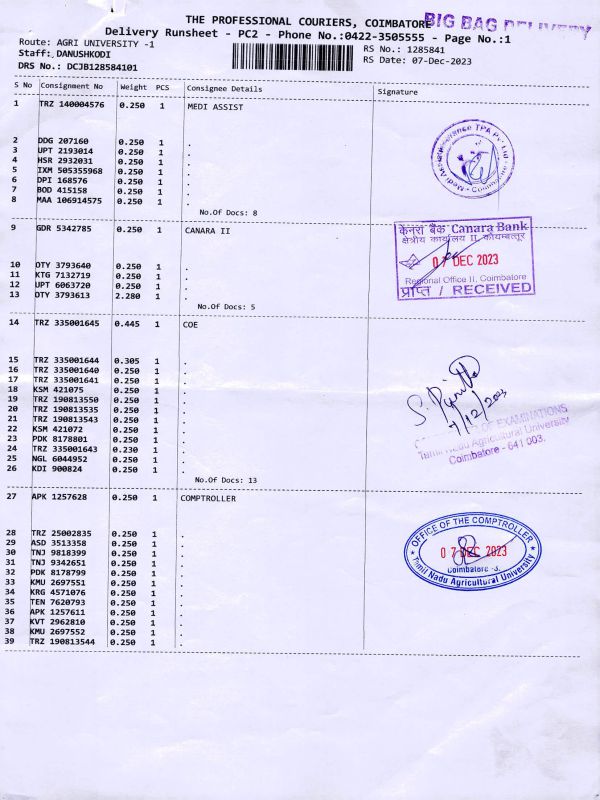 THE PROFESSIONAL COURIERS, COIMBATORE
BIG BAG DELIVERY
Delivery Runsheet - PC2 - Phone No.:0422-3505555 - Page No.:1
Route: AGRI UNIVERSITY -1
RS No.: 1285841
Staff: DANUSHKODI
RS Date: 07-Dec-2023
DRS No.: DCJB128584101
S No Consignment No Weight PCS Consignee Details Signature
1 TRZ 140004576 0.250 1 MEDI ASSIST
2 DDG 207160 0.250 1 .
3 UPT 2193014 0.250 1 .
4 HSR 2932031 0.250 1 .
5 IXM 505355968 0.250 1 .
6 DPI 168576 0.250 1 .
7 BOD 415158 0.250 1 .
8 MAA 106914575 0.250 1 .
No.Of Docs: 8
9 GDR 5342785 0.250 1 CANARA II
केनरा बैंक Canara Bank
क्षेत्रीय कार्यालय II, कोयम्बत्तूर
07 DEC 2023
Regional Office II, Coimbatore
प्राप्ति / RECEIVED
10 OTY 3793640 0.250 1 .
11 KTG 7132719 0.250 1 .
12 UPT 6063720 0.250 1 .
13 OTY 3793613 2.280 1 .
No.Of Docs: 5
14 TRZ 335001645 0.445 1 COE
15 TRZ 335001644 0.305 1 .
16 TRZ 335001640 0.250 1 .
17 TRZ 335001641 0.250 1 .
18 KSM 421075 0.250 1 .
19 TRZ 190813550 0.250 1 .
20 TRZ 190813535 0.250 1 .
21 TRZ 190813543 0.250 1 .
22 KSM 421072 0.250 1 .
23 PDK 8178801 0.250 1 .
24 TRZ 335001643 0.230 1 .
25 NGL 6044952 0.250 1 .
26 KDI 900824 0.250 1 .
No.Of Docs: 13
7/12/2023
OF EXAMINATIONS
Tamil Nadu Agricultural University
Coimbatore - 641 003.
27 APK 1257628 0.250 1 COMPTROLLER
OFFICE OF THE COMPTROLLER
07 DEC 2023
Coimbatore -3.
Tamil Nadu Agricultural University
28 TRZ 25002835 0.250 1 .
29 ASD 3513358 0.250 1 .
30 TNJ 9818399 0.250 1 .
31 TNJ 9342651 0.250 1 .
32 PDK 8178799 0.250 1 .
33 KMU 2697551 0.250 1 .
34 KRG 4571076 0.250 1 .
35 TEN 7620793 0.250 1 .
36 APK 1257611 0.250 1 .
37 KVT 2962810 0.250 1 .
38 KMU 2697552 0.250 1 .
39 TRZ 190813544 0.250 1 .